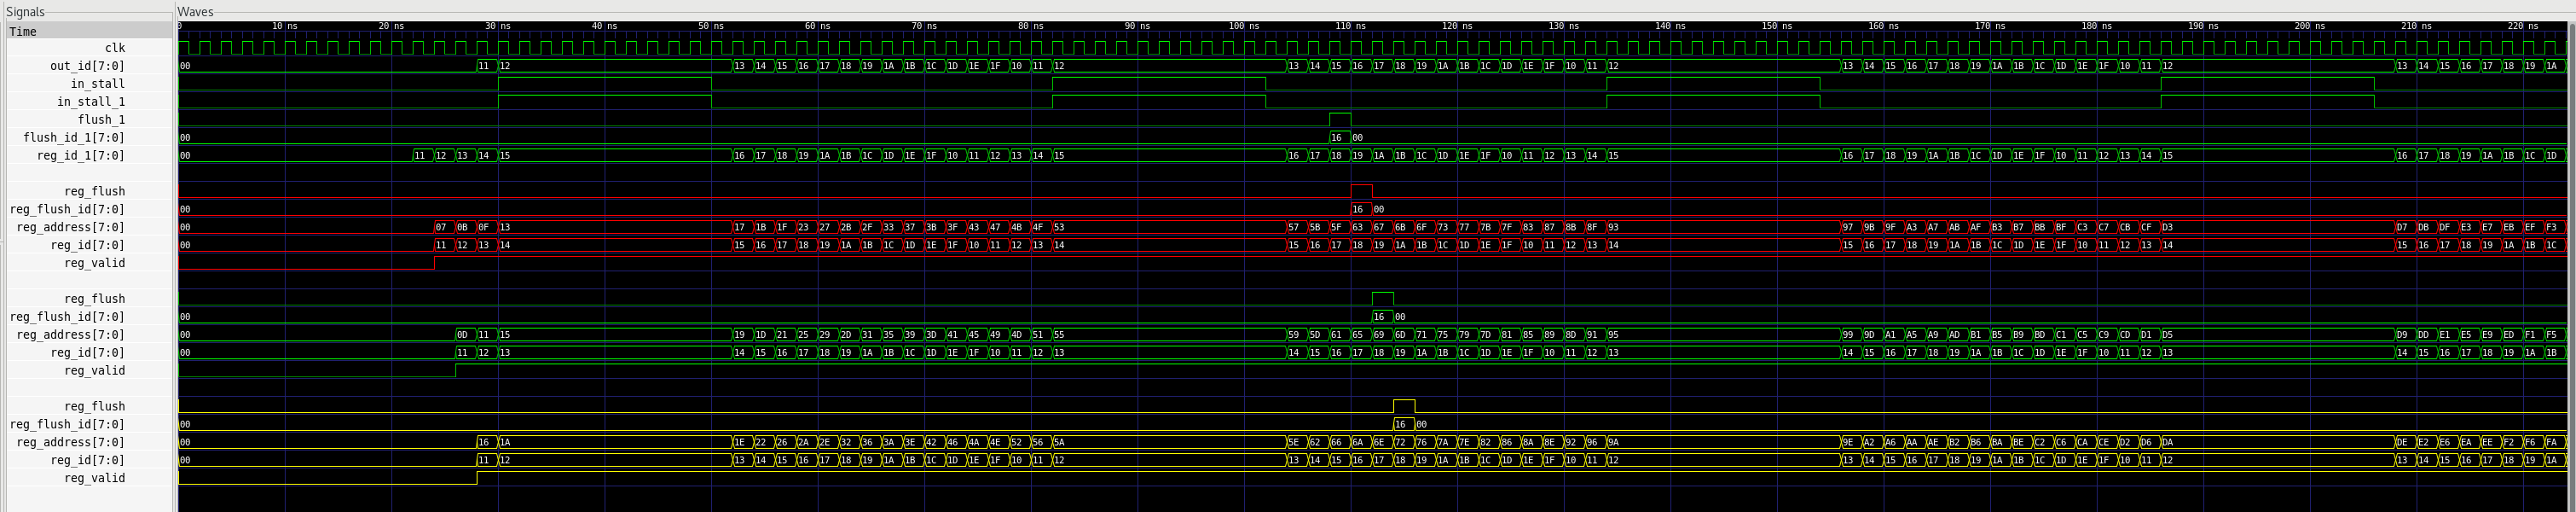 Signals Waves
Time 0 10 ns 20 ns 30 ns 40 ns 50 ns 60 ns 70 ns 80 ns 90 ns 100 ns 110 ns 120 ns 130 ns 140 ns 150 ns 160 ns 170 ns 180 ns 190 ns 200 ns 210 ns 220 ns
clk
out_id[7:0] 00 11 12 13 14 15 16 17 18 19 1A 1B 1C 1D 1E 1F 10 11 12 13 14 15 16 17 18 19 1A 1B 1C 1D 1E 1F 10 11 12 13 14 15 16 17 18 19 1A 1B 1C 1D 1E 1F 10 11 12 13 14 15 16 17 18 19 1A
in_stall
in_stall_1
flush_1
flush_id_1[7:0] 00 16 00
reg_id_1[7:0] 00 11 12 13 14 15 16 17 18 19 1A 1B 1C 1D 1E 1F 10 11 12 13 14 15 16 17 18 19 1A 1B 1C 1D 1E 1F 10 11 12 13 14 15 16 17 18 19 1A 1B 1C 1D 1E 1F 10 11 12 13 14 15 16 17 18 19 1A 1B 1C 1D
reg_flush
reg_flush_id[7:0] 00 16 00
reg_address[7:0] 00 07 0B 0F 13 17 1B 1F 23 27 2B 2F 33 37 3B 3F 43 47 4B 4F 53 57 5B 5F 63 67 6B 6F 73 77 7B 7F 83 87 8B 8F 93 97 9B 9F A3 A7 AB AF B3 B7 BB BF C3 C7 CB CF D3 D7 DB DF E3 E7 EB EF F3
reg_id[7:0] 00 11 12 13 14 15 16 17 18 19 1A 1B 1C 1D 1E 1F 10 11 12 13 14 15 16 17 18 19 1A 1B 1C 1D 1E 1F 10 11 12 13 14 15 16 17 18 19 1A 1B 1C 1D 1E 1F 10 11 12 13 14 15 16 17 18 19 1A 1B 1C
reg_valid
reg_flush
reg_flush_id[7:0] 00 16 00
reg_address[7:0] 00 0D 11 15 19 1D 21 25 29 2D 31 35 39 3D 41 45 49 4D 51 55 59 5D 61 65 69 6D 71 75 79 7D 81 85 89 8D 91 95 99 9D A1 A5 A9 AD B1 B5 B9 BD C1 C5 C9 CD D1 D5 D9 DD E1 E5 E9 ED F1 F5
reg_id[7:0] 00 11 12 13 14 15 16 17 18 19 1A 1B 1C 1D 1E 1F 10 11 12 13 14 15 16 17 18 19 1A 1B 1C 1D 1E 1F 10 11 12 13 14 15 16 17 18 19 1A 1B 1C 1D 1E 1F 10 11 12 13 14 15 16 17 18 19 1A 1B
reg_valid
reg_flush
reg_flush_id[7:0] 00 16 00
reg_address[7:0] 00 16 1A 1E 22 26 2A 2E 32 36 3A 3E 42 46 4A 4E 52 56 5A 5E 62 66 6A 6E 72 76 7A 7E 82 86 8A 8E 92 96 9A 9E A2 A6 AA AE B2 B6 BA BE C2 C6 CA CE D2 D6 DA DE E2 E6 EA EE F2 F6 FA
reg_id[7:0] 00 11 12 13 14 15 16 17 18 19 1A 1B 1C 1D 1E 1F 10 11 12 13 14 15 16 17 18 19 1A 1B 1C 1D 1E 1F 10 11 12 13 14 15 16 17 18 19 1A 1B 1C 1D 1E 1F 10 11 12 13 14 15 16 17 18 19 1A
reg_valid